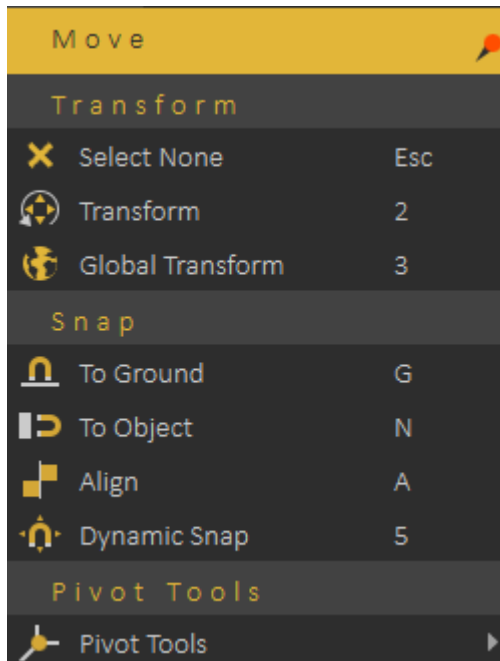 Move
Transform
Select None Esc
Transform 2
Global Transform 3
Snap
To Ground G
To Object N
Align A
Dynamic Snap 5
Pivot Tools
Pivot Tools